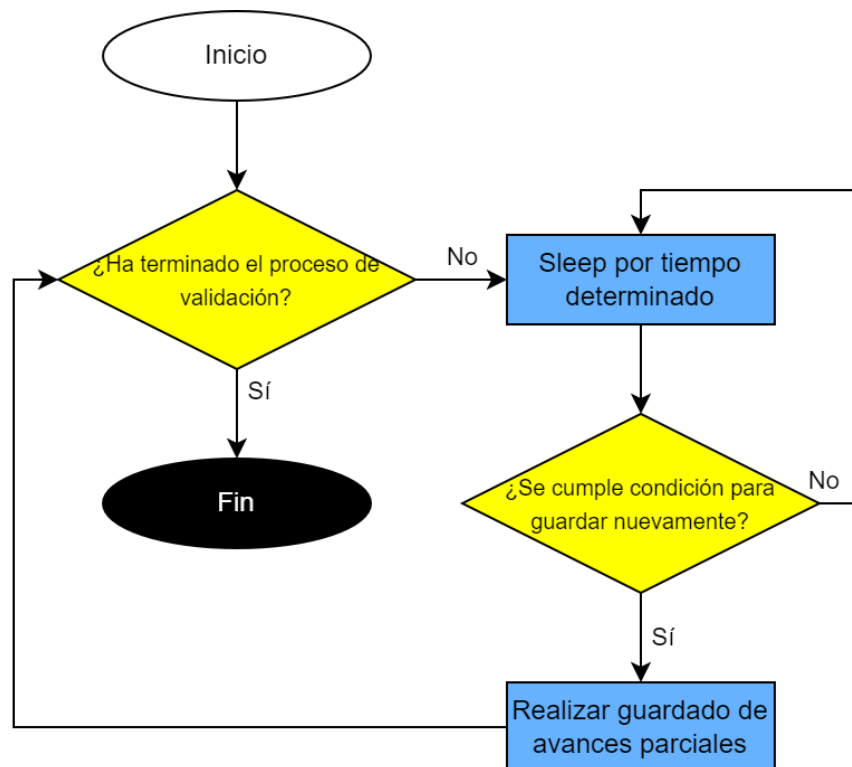 Inicio
¿Ha terminado el proceso de
validación?
No
Sleep por tiempo
determinado
Sí
Fin
¿Se cumple condición para
guardar nuevamente?
No
Sí
Realizar guardado de
avances parciales